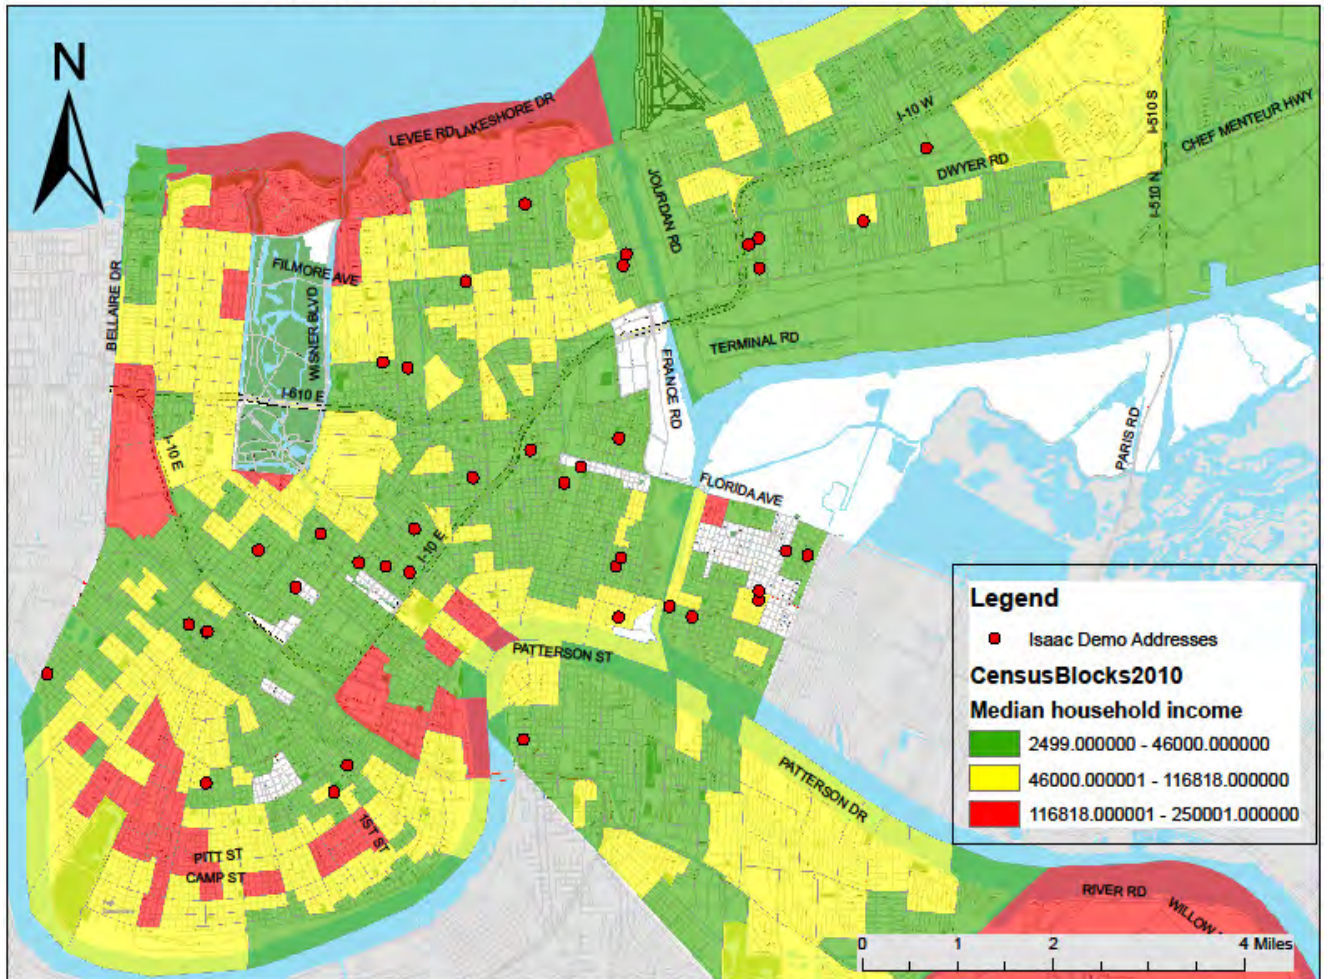 N
LEVEE RD
LAKESHORE DR
I-10 W
I-510 S
CHEF MENTEUR HWY
DWYER RD
JOURDAN RD
I-510 N
FILMORE AVE
BELLAIRE DR
WISNER BLVD
TERMINAL RD
FRANCE RD
I-610 E
PARIS RD
I-10 E
FLORIDA AVE
I-10 E
PATTERSON ST
PATTERSON DR
1ST ST
PITT ST
CAMP ST
RIVER RD
WILLOW
Legend
Isaac Demo Addresses
CensusBlocks2010
Median household income
2499.000000 - 46000.000000
46000.000001 - 116818.000000
116818.000001 - 250001.000000
0 1 2 4 Miles